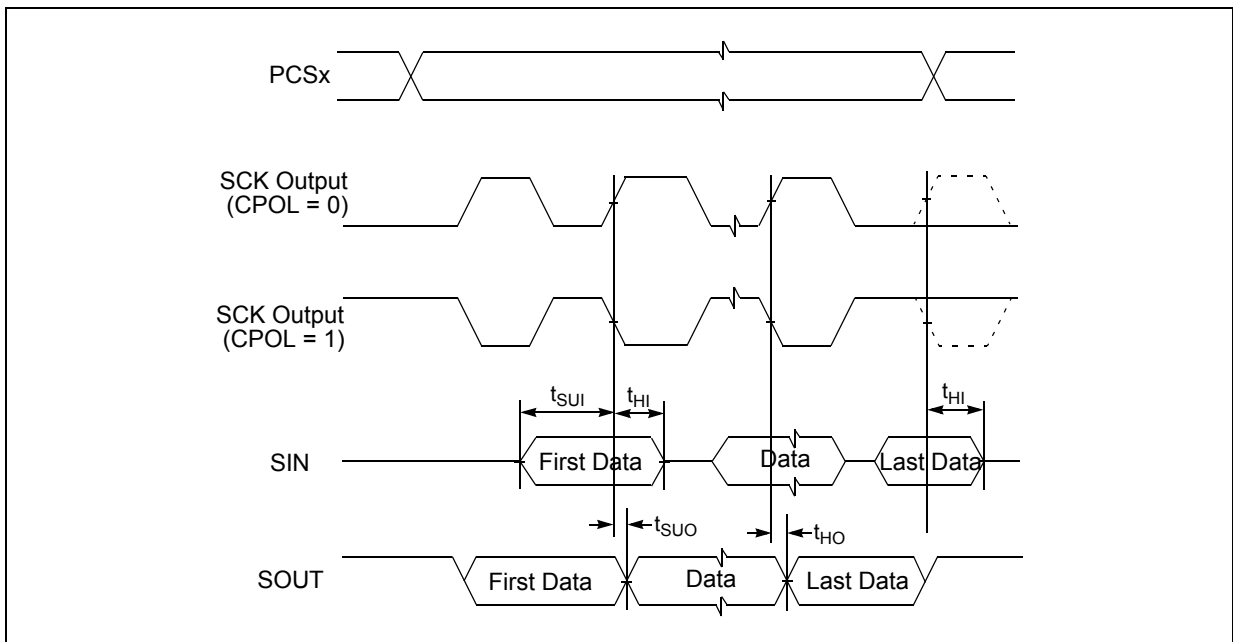 PCSx
SCK Output
(CPOL = 0)
SCK Output
(CPOL = 1)
tSUI
tHI
tHI
SIN
First Data
Data
Last Data
tSUO
tHO
SOUT
First Data
Data
Last Data